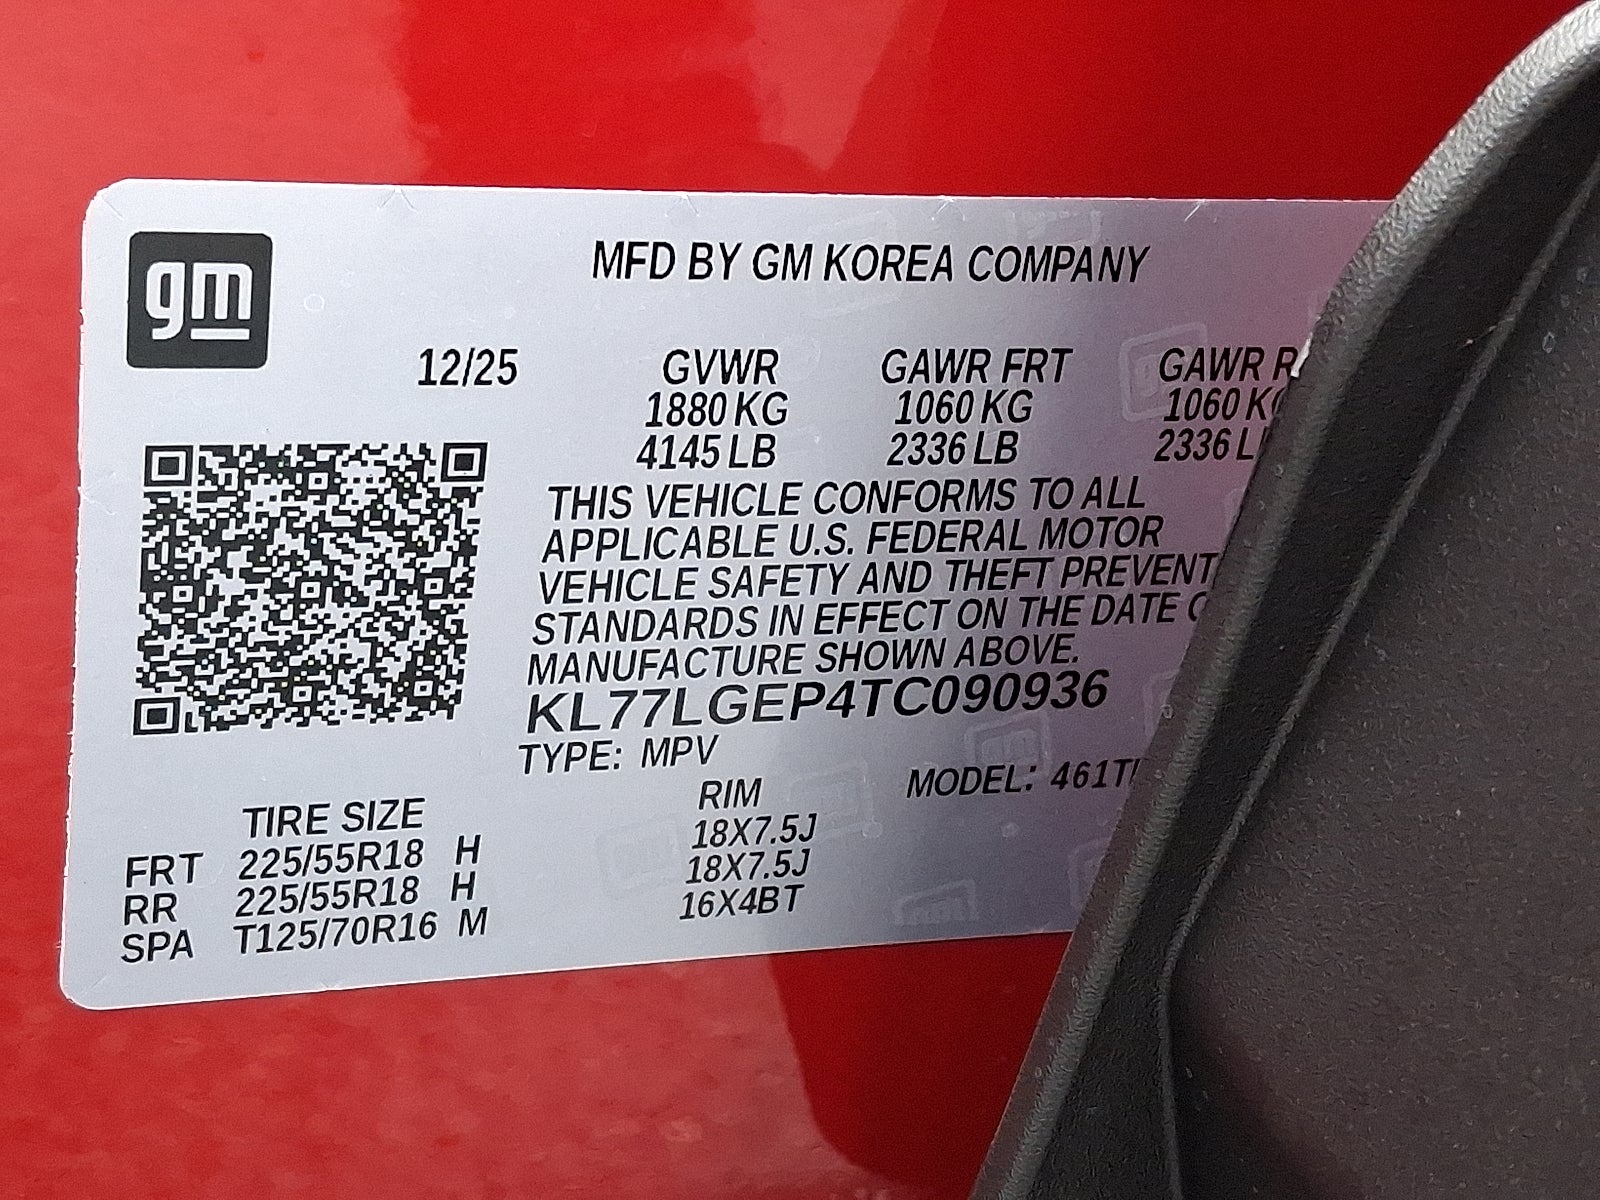 gm
MFD BY GM KOREA COMPANY
12/25 GVWR GAWR FRT GAWR
1880 KG 1060 KG 1060
4145 LB 2336 LB 2336
THIS VEHICLE CONFORMS TO ALL
APPLICABLE U.S. FEDERAL MOTOR
VEHICLE SAFETY AND THEFT PREVENT
STANDARDS IN EFFECT ON THE DATE
MANUFACTURE SHOWN ABOVE.
KL77LGEP4TC090936
TYPE: MPV
MODEL: 461T
TIRE SIZE RIM
FRT 225/55R18 H 18X7.5J
RR 225/55R18 H 18X7.5J
SPA T125/70R16 M 16X4BT